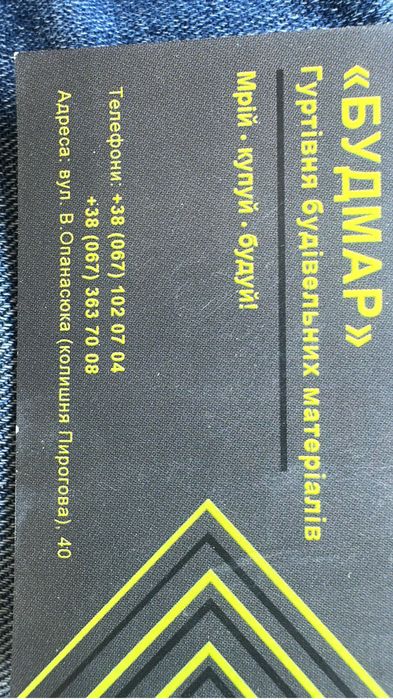 «БУДМАР»
Гуртівня будівельних матеріалів
Мрій · купуй · будуй!
Телефони: +38 (067) 102 07 04
+38 (067) 363 70 08
Адреса: вул. В.Опанасюка (колишня Пирогова), 40